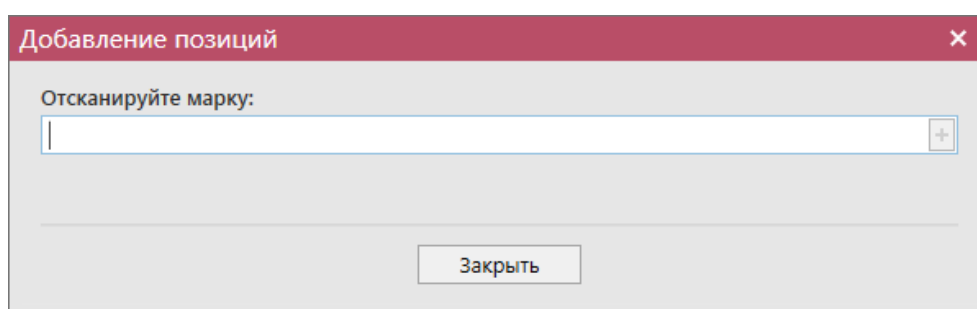 Добавление позиций
Отсканируйте марку:
Закрыть